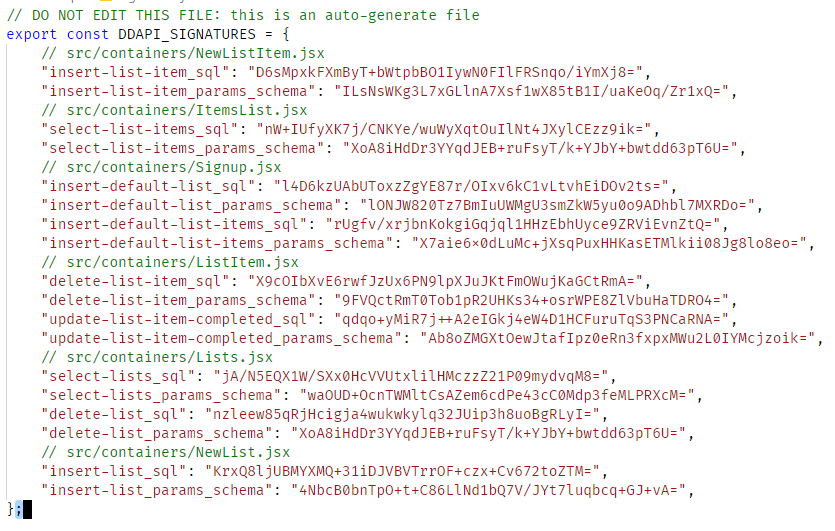 // DO NOT EDIT THIS FILE: this is an auto-generate file
export const DDAPI_SIGNATURES = {
// src/containers/NewListItem.jsx
"insert-list-item_sql": "D6sMpxkFXmByT+bWtpbBO1IywN0FIlFRSnqo/iYmXj8=",
"insert-list-item_params_schema": "ILsNsWKg3L7xGLlnA7Xsf1wX85tB1I/uaKeOq/Zr1xQ=",
// src/containers/ItemsList.jsx
"select-list-items_sql": "nW+IUfyXK7j/CNKYe/wuWyXqtOuIlNt4JXylCEzz9ik=",
"select-list-items_params_schema": "XoA8iHdDr3YYqdJEB+ruFsyT/k+YJbY+bwtdd63pT6U=",
// src/containers/Signup.jsx
"insert-default-list_sql": "l4D6kzUAbUToxzZgYE87r/OIxv6kC1vLtvhEiDOv2ts=",
"insert-default-list_params_schema": "lONJW820Tz7BmIuUWMgU3smZkW5yu0o9ADhbl7MXRDo=",
"insert-default-list-items_sql": "rUgfv/xrjbnKokgiGqjql1HHzEbhUyce9ZRViEvnZtQ=",
"insert-default-list-items_params_schema": "X7aie6x0dLuMc+jXsqPuxHHKasETMlkii08Jg8lo8eo=",
// src/containers/ListItem.jsx
"delete-list-item_sql": "X9cOIbXvE6rwfJzUx6PN9lpXJuJKtFmOWujKaGCtRmA=",
"delete-list-item_params_schema": "9FVQctRmT0Tob1pR2UHKs34+osrWPE8ZlVbuHaTDRO4=",
"update-list-item-completed_sql": "qdqo+yMiR7j++A2eIGkj4eW4D1HCFuruTqS3PNCaRNA=",
"update-list-item-completed_params_schema": "Ab8oZMGXtOewJtafIpz0eRn3fxpxMWu2L0IYMcjzoik=",
// src/containers/Lists.jsx
"select-lists_sql": "jA/N5EQX1W/SXx0HcVVUtxlilHMczzZ21P09mydvqM8=",
"select-lists_params_schema": "waOUD+OcnTWMltCsAZem6cdPe43cC0Mdp3feMLPRXcM=",
"delete-list_sql": "nzleew85qRjHcigja4wukwkylq32JUip3h8uoBgRLyI=",
"delete-list_params_schema": "XoA8iHdDr3YYqdJEB+ruFsyT/k+YJbY+bwtdd63pT6U=",
// src/containers/NewList.jsx
"insert-list_sql": "KrxQ8ljUBMYXMQ+31iDJVBVTrrOF+czx+Cv672toZTM=",
"insert-list_params_schema": "4NbcB0bnTpO+t+C86LlNd1bQ7V/JYt7luqbcq+GJ+vA=",
};